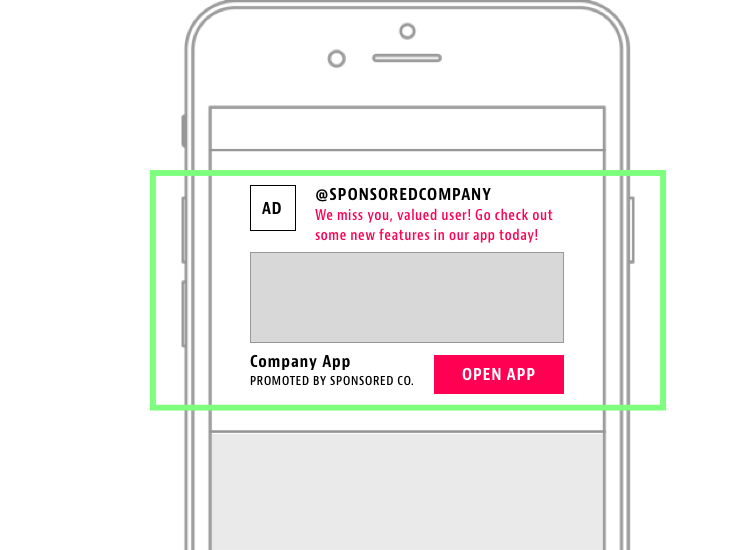 AD
@SPONSOREDCOMPANY
We miss you, valued user! Go check out
some new features in our app today!
Company App
PROMOTED BY SPONSORED CO.
OPEN APP